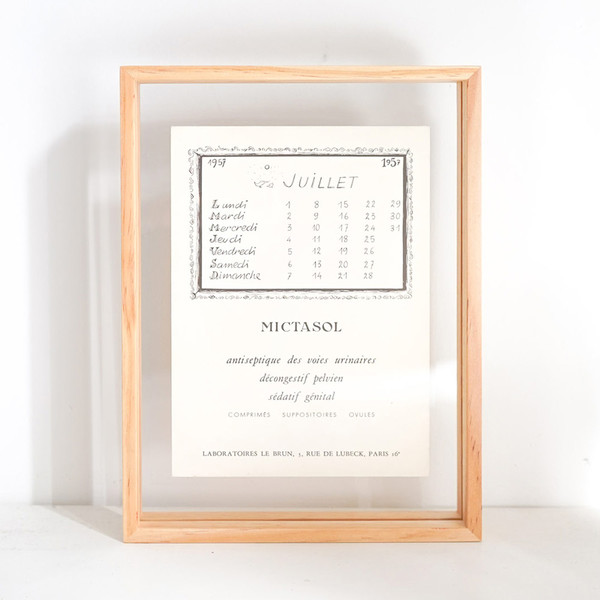 1957 1957
JUILLET
Lundi 1 8 15 22 29
Mardi 2 9 16 23 30
Mercredi 3 10 17 24 31
Jeudi 4 11 18 25
Vendredi 5 12 19 26
Samedi 6 13 20 27
Dimanche 7 14 21 28
MICTASOL
antiseptique des voies urinaires
décongestif pelvien
sédatif génital
COMPRIMÉS SUPPOSITOIRES OVULES
LABORATOIRES LE BRUN, 5, RUE DE LUBECK, PARIS 16ᵉ